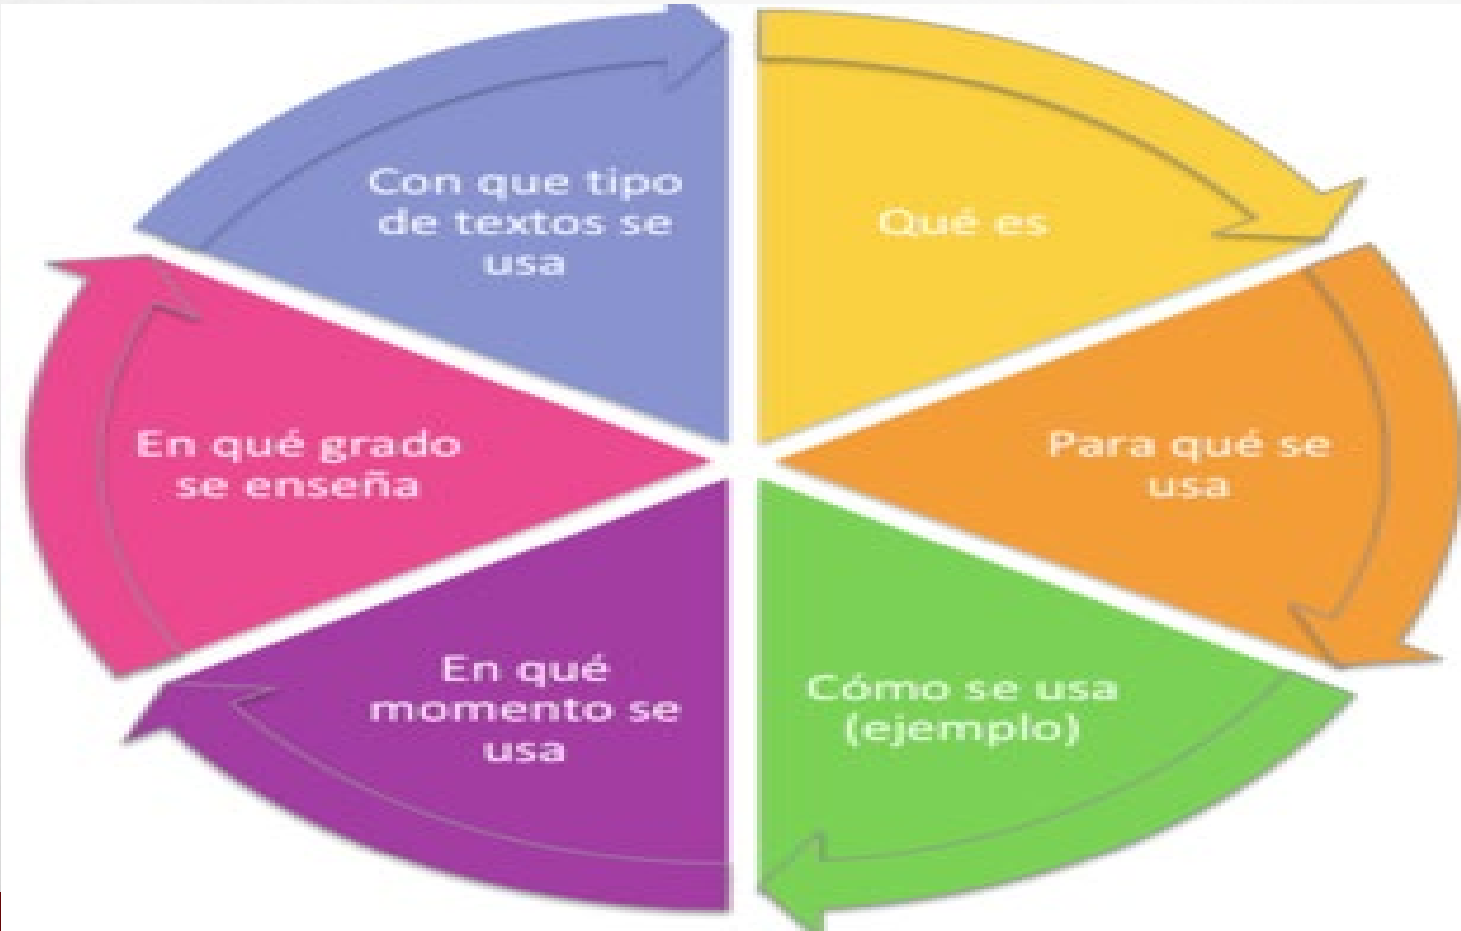 Qué es
Para qué se
usa
Cómo se usa
(ejemplo)
En qué
momento se
usa
En qué grado
se enseña
Con que tipo
de textos se
usa